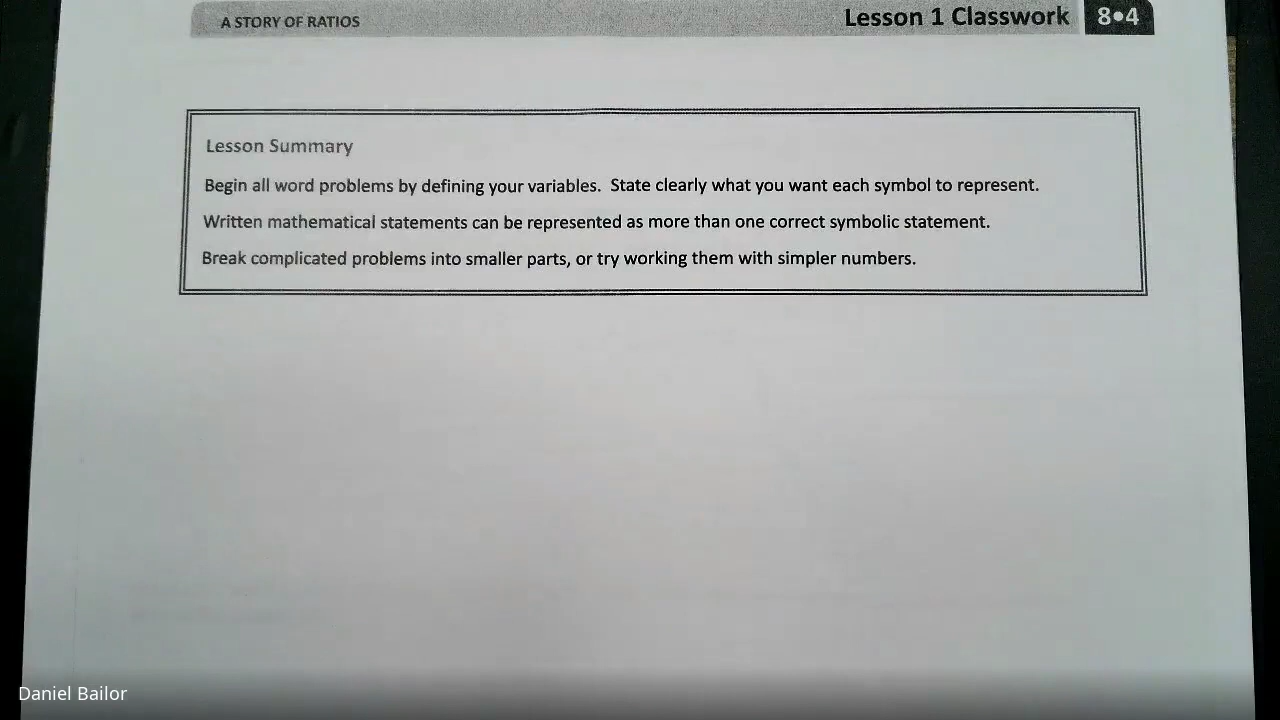 A STORY OF RATIOS
Lesson 1 Classwork
8•4
Lesson Summary
Begin all word problems by defining your variables. State clearly what you want each symbol to represent.
Written mathematical statements can be represented as more than one correct symbolic statement.
Break complicated problems into smaller parts, or try working them with simpler numbers.
Daniel Bailor